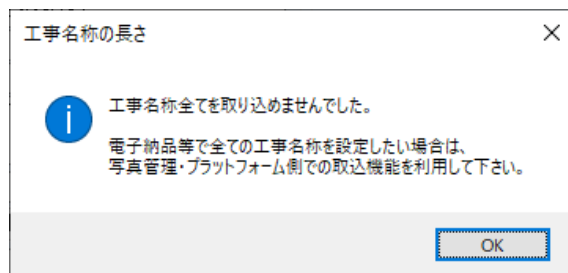 工事名称の長さ
工事名称全てを取り込めませんでした。
電子納品等で全ての工事名称を設定したい場合は、
写真管理・プラットフォーム側での取込機能を利用して下さい。
OK